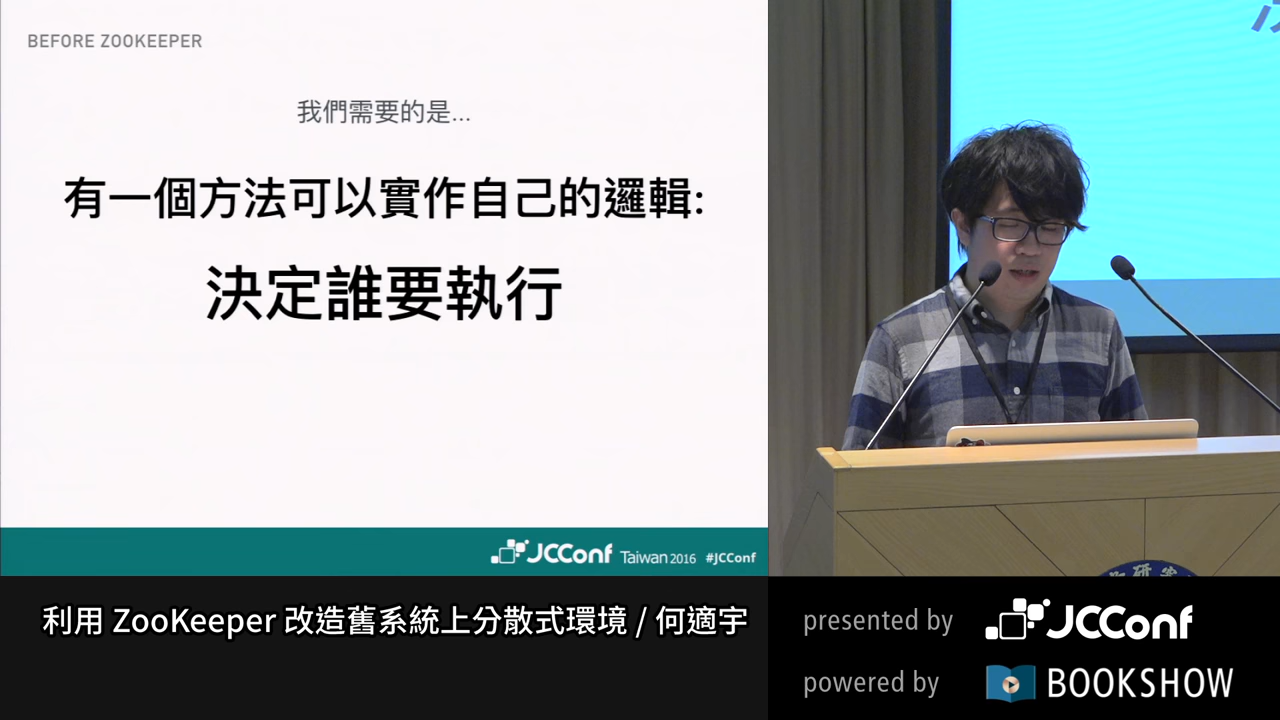 BEFORE ZOOKEEPER
我們需要的是...
有一個方法可以實作自己的邏輯:
決定誰要執行
JCConf Taiwan 2016 #JCConf
利用 ZooKeeper 改造舊系統上分散式環境 / 何適宇
presented by JCConf
powered by BOOKSHOW